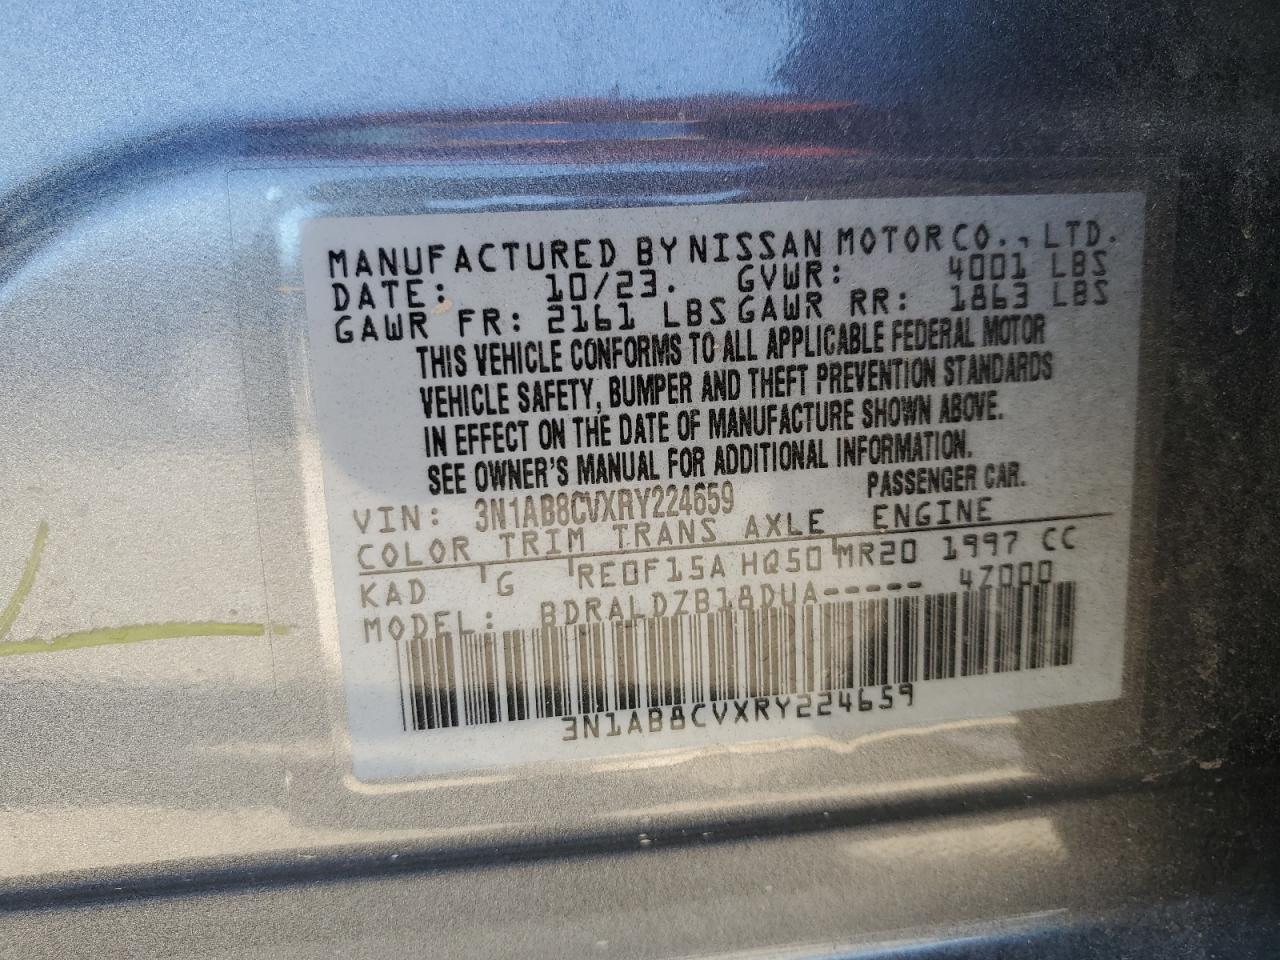 MANUFACTURED BY NISSAN MOTOR CO., LTD.
DATE: 10/23. GVWR: 4001 LBS
GAWR FR: 2161 LBS GAWR RR: 1863 LBS
THIS VEHICLE CONFORMS TO ALL APPLICABLE FEDERAL MOTOR
VEHICLE SAFETY, BUMPER AND THEFT PREVENTION STANDARDS
IN EFFECT ON THE DATE OF MANUFACTURE SHOWN ABOVE.
SEE OWNER'S MANUAL FOR ADDITIONAL INFORMATION.
VIN: 3N1AB8CVXRY224659 PASSENGER CAR.
COLOR TRIM TRANS AXLE ENGINE
KAD G RE0F15A HQ50 MR20 1997 CC
MODEL: BDRALDZB18DUA----- 4Z000
3N1AB8CVXRY224659